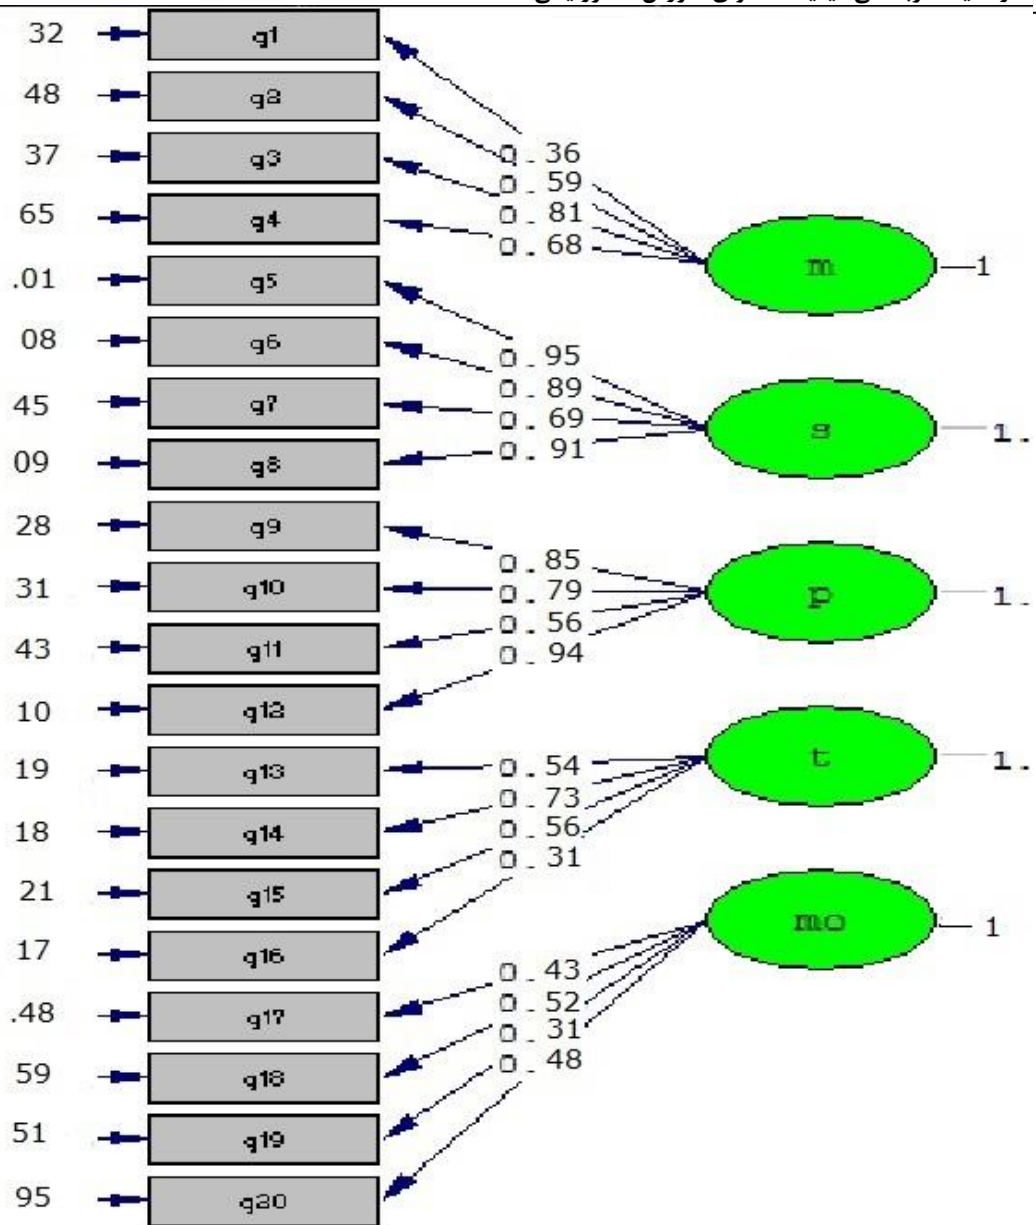 32 q1
48 q2
0.36
37 q3
0.59
0.81
65 q4
0.68
m 1
.01 q5
08 q6
0.95
0.89
45 q7
0.69
s 1.
09 q8
0.91
28 q9
0.85
31 q10
0.79
p 1.
0.56
43 q11
0.94
10 q12
19 q13
0.54
t 1.
0.73
18 q14
0.56
0.31
21 q15
17 q16
mo 1
0.43
0.52
.48 q17
0.31
0.48
59 q18
51 q19
95 q20